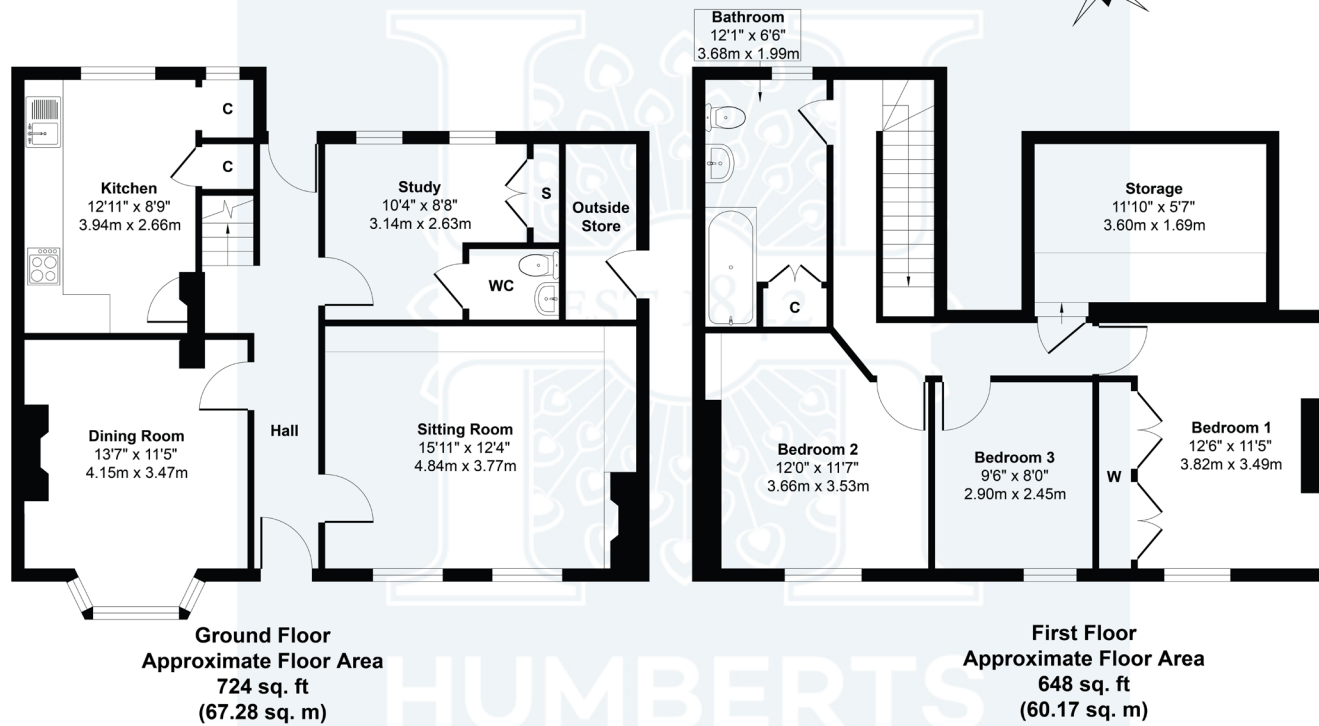 Bathroom
12'1" x 6'6"
3.68m x 1.99m
C
C
Kitchen
12'11" x 8'9"
3.94m x 2.66m
Study
10'4" x 8'8"
3.14m x 2.63m
S
Outside
Store
WC
Storage
11'10" x 5'7"
3.60m x 1.69m
C
EST 1842
Dining Room
13'7" x 11'5"
4.15m x 3.47m
Hall
Sitting Room
15'11" x 12'4"
4.84m x 3.77m
Bedroom 2
12'0" x 11'7"
3.66m x 3.53m
Bedroom 3
9'6" x 8'0"
2.90m x 2.45m
W
Bedroom 1
12'6" x 11'5"
3.82m x 3.49m
Ground Floor
Approximate Floor Area
724 sq. ft
(67.28 sq. m)
HUMBERTS
First Floor
Approximate Floor Area
648 sq. ft
(60.17 sq. m)